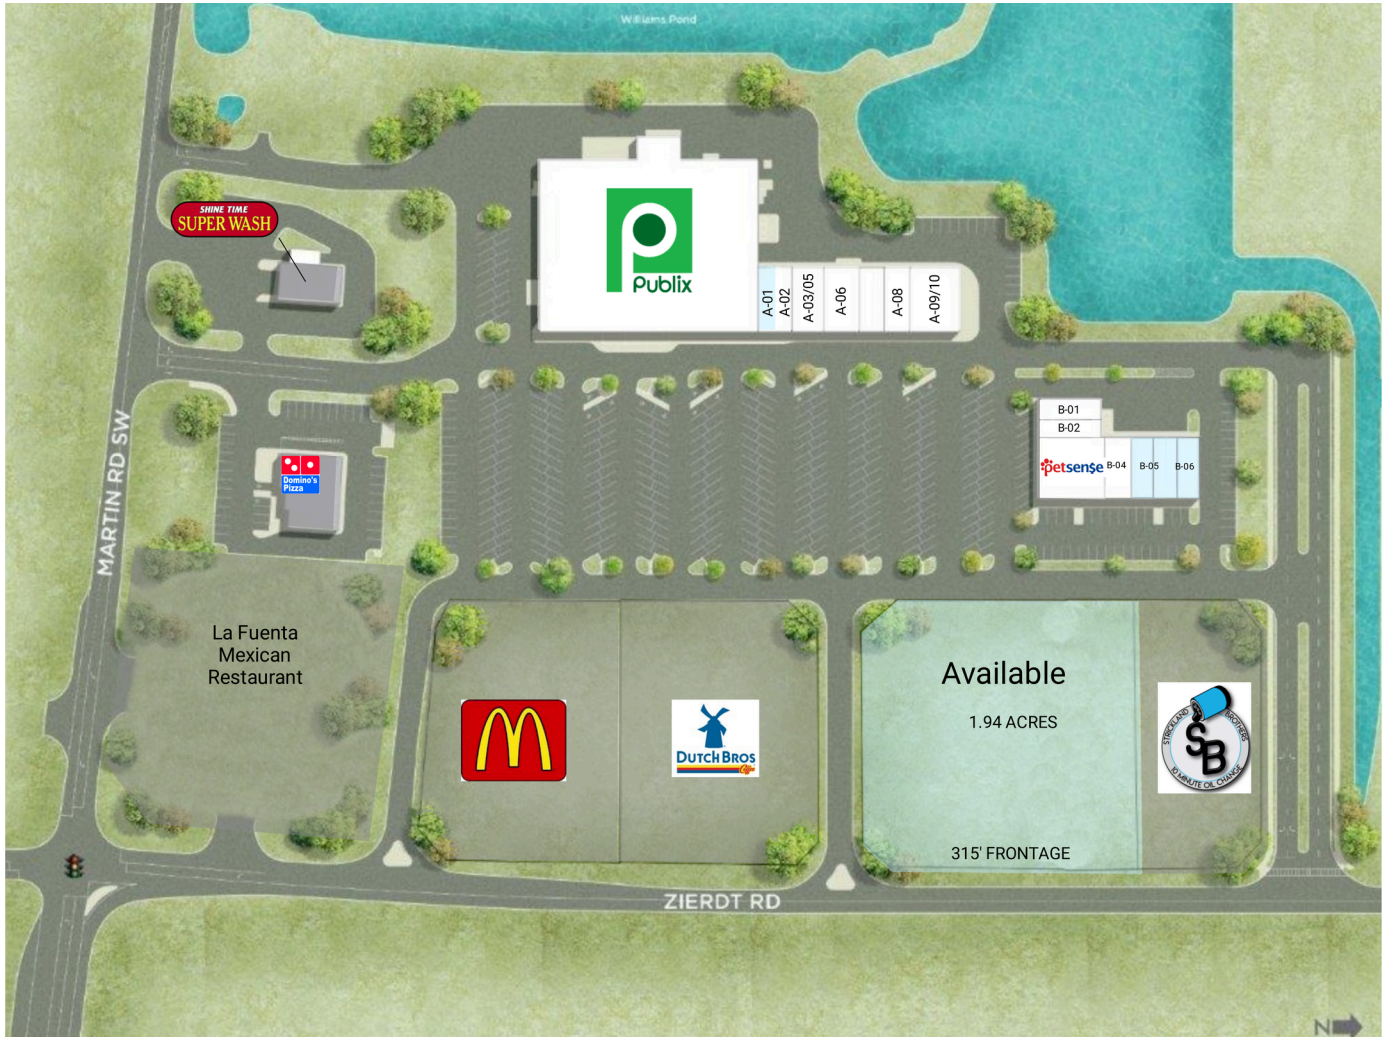 Williams Pond
SHINE TIME
SUPER WASH
Publix
A-01
A-02
A-03/05
A-06
A-08
A-09/10
MARTIN RD SW
Domino's
Pizza
B-01
B-02
petsense
B-04
B-05
B-06
La Fuenta
Mexican
Restaurant
DUTCH BROS
Coffee
Available
1.94 ACRES
315' FRONTAGE
STRICKLAND BROTHERS
SB
10 MINUTE OIL CHANGE
ZIERDT RD
N